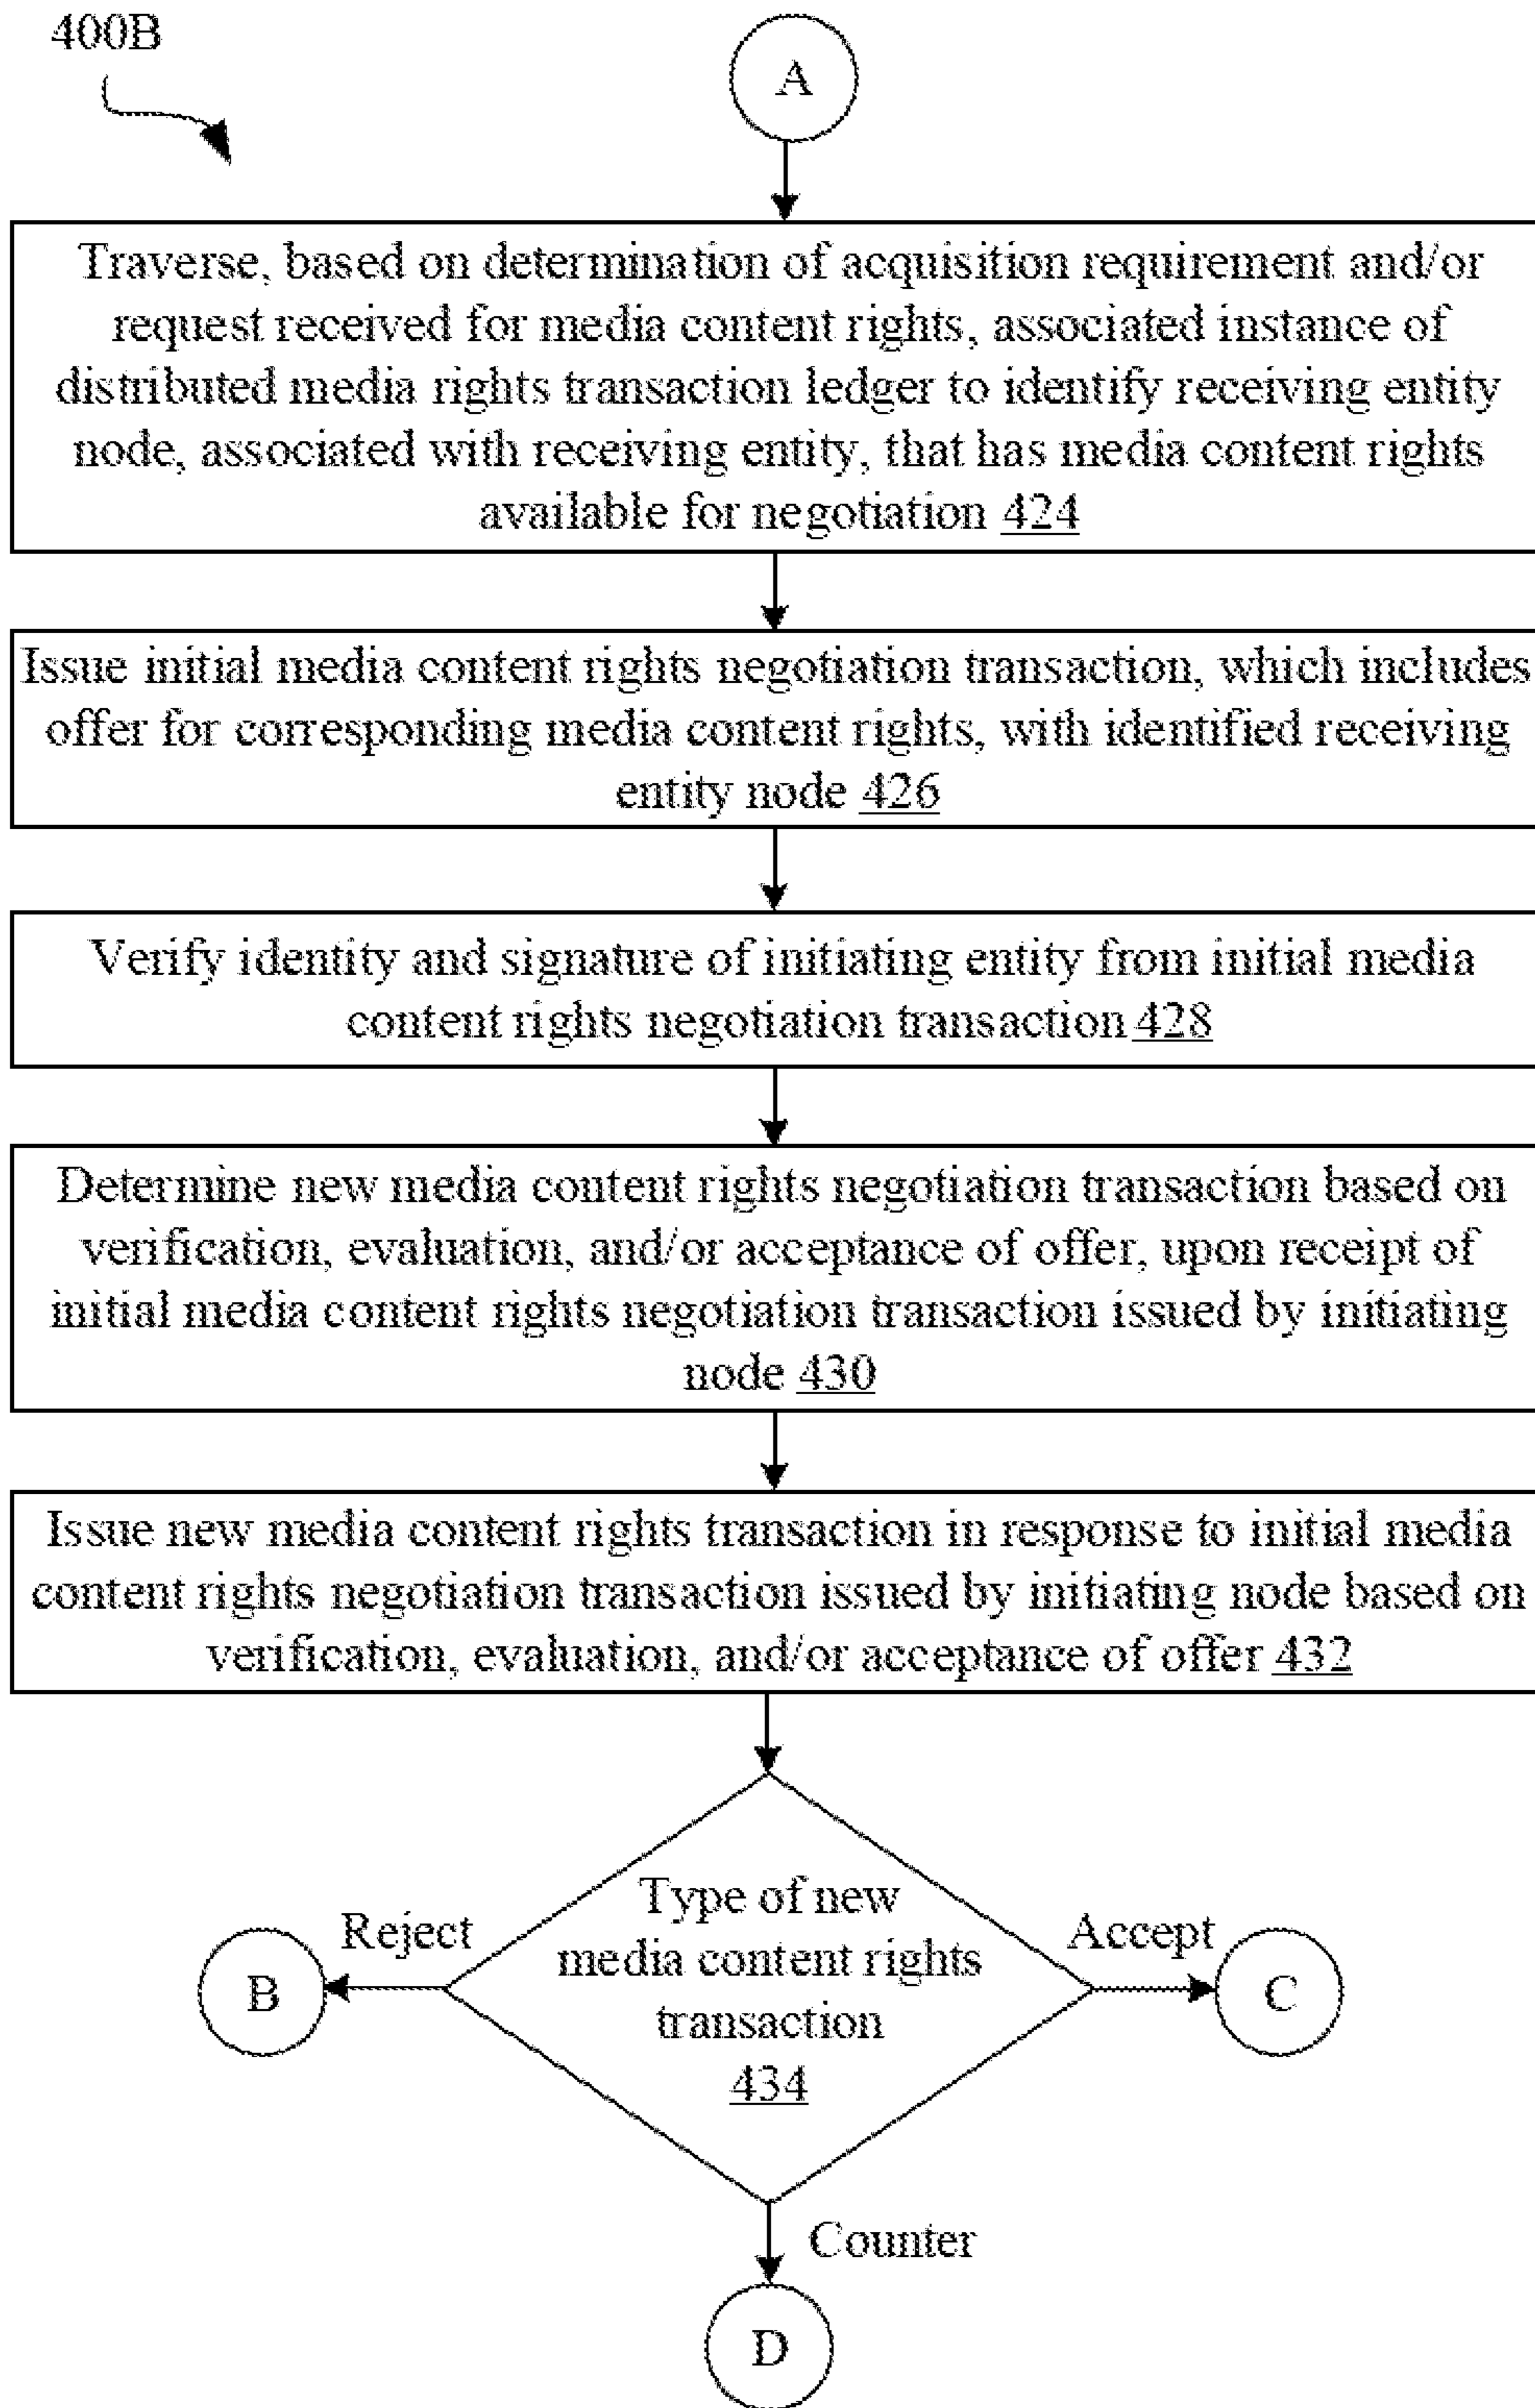 400B
A
Traverse, based on determination of acquisition requirement and/or
request received for media content rights, associated instance of
distributed media rights transaction ledger to identify receiving entity
node, associated with receiving entity, that has media content rights
available for negotiation 424
Issue initial media content rights negotiation transaction, which includes
offer for corresponding media content rights, with identified receiving
entity node 426
Verify identity and signature of initiating entity from initial media
content rights negotiation transaction 428
Determine new media content rights negotiation transaction based on
verification, evaluation, and/or acceptance of offer, upon receipt of
initial media content rights negotiation transaction issued by initiating
node 430
Issue new media content rights transaction in response to initial media
content rights negotiation transaction issued by initiating node based on
verification, evaluation, and/or acceptance of offer 432
Type of new
media content rights
transaction
434
Reject
B
Accept
C
Counter
D